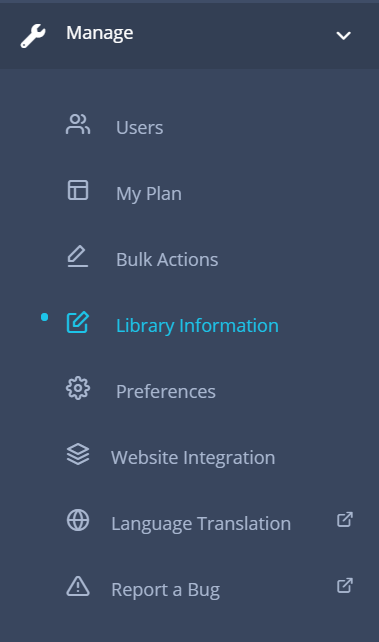 Manage
Users
My Plan
Bulk Actions
Library Information
Preferences
Website Integration
Language Translation
Report a Bug